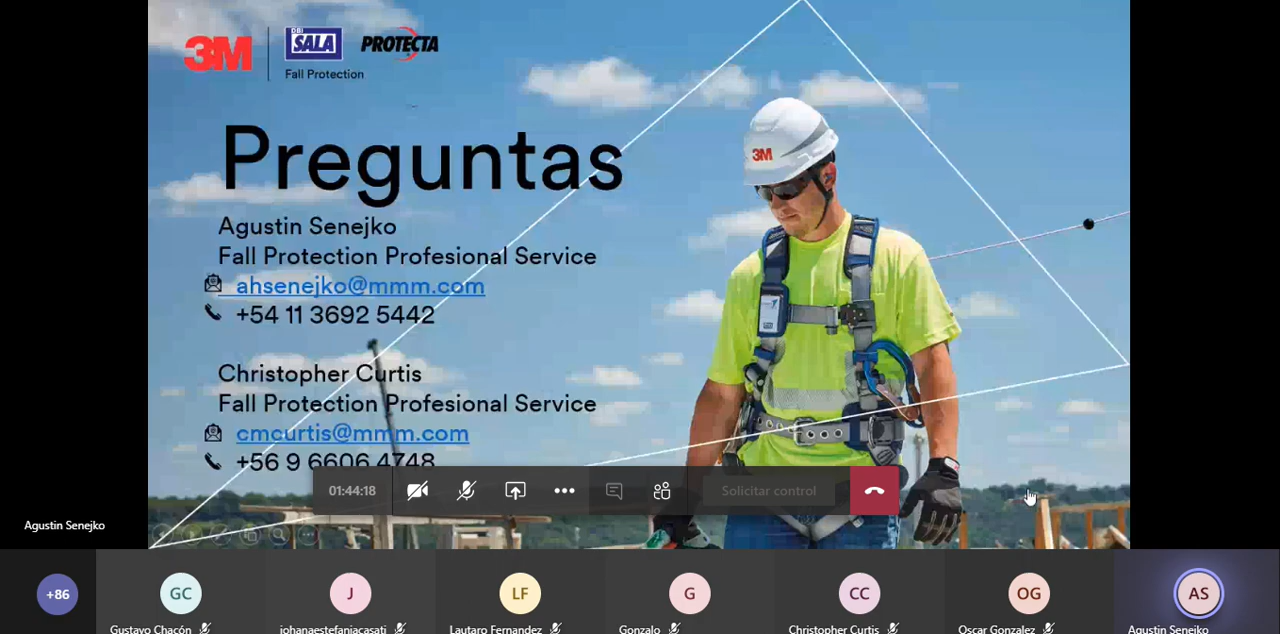 3M
DBI
SALA
PROTECTA
Fall Protection
Preguntas
3M
Agustin Senejko
Fall Protection Profesional Service
ahsenejko@mmm.com
+54 11 3692 5442
Christopher Curtis
Fall Protection Profesional Service
cmcurtis@mmm.com
+56 9 6606 4748
01:44:18
Solicitar control
Agustin Senejko
+86
GC
J
LF
G
CC
OG
AS
Gustavo Chacón
johanaestefaniacasati
Lautaro Fernandez
Gonzalo
Christopher Curtis
Oscar Gonzalez
Agustin Senejko